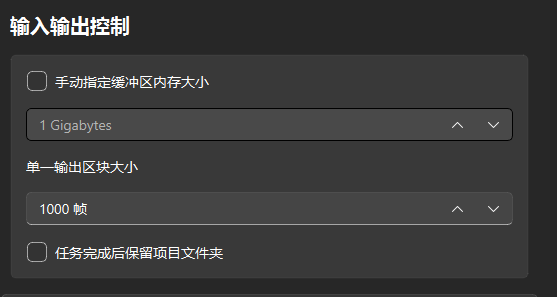 输入输出控制
手动指定缓冲区内存大小
1 Gigabytes
单一输出区块大小
1000 帧
任务完成后保留项目文件夹